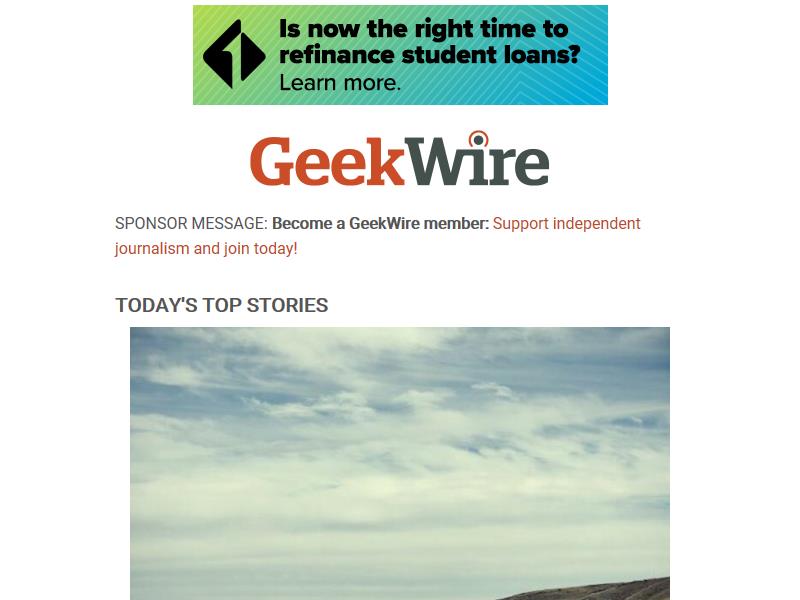 Is now the right time to
refinance student loans?
Learn more.
GeekWire
SPONSOR MESSAGE: Become a GeekWire member: Support independent
journalism and join today!
TODAY'S TOP STORIES